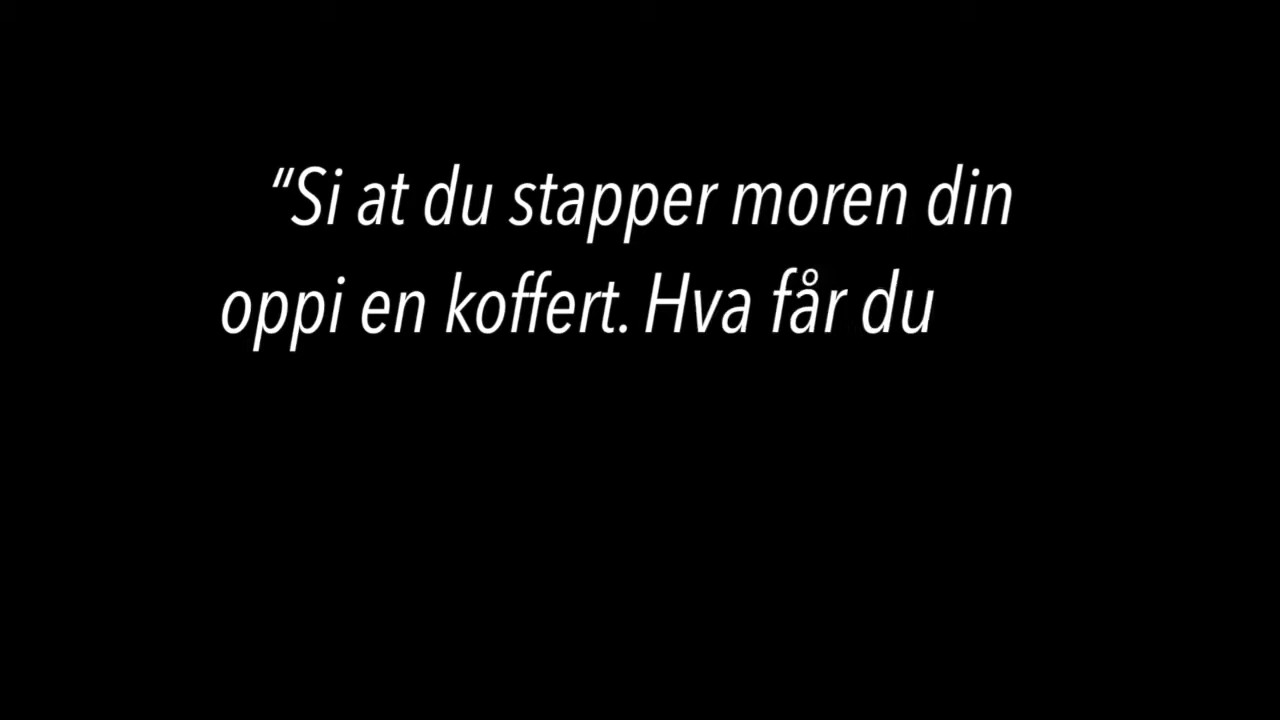 “Si at du stapper moren din
oppi en koffert. Hva får du